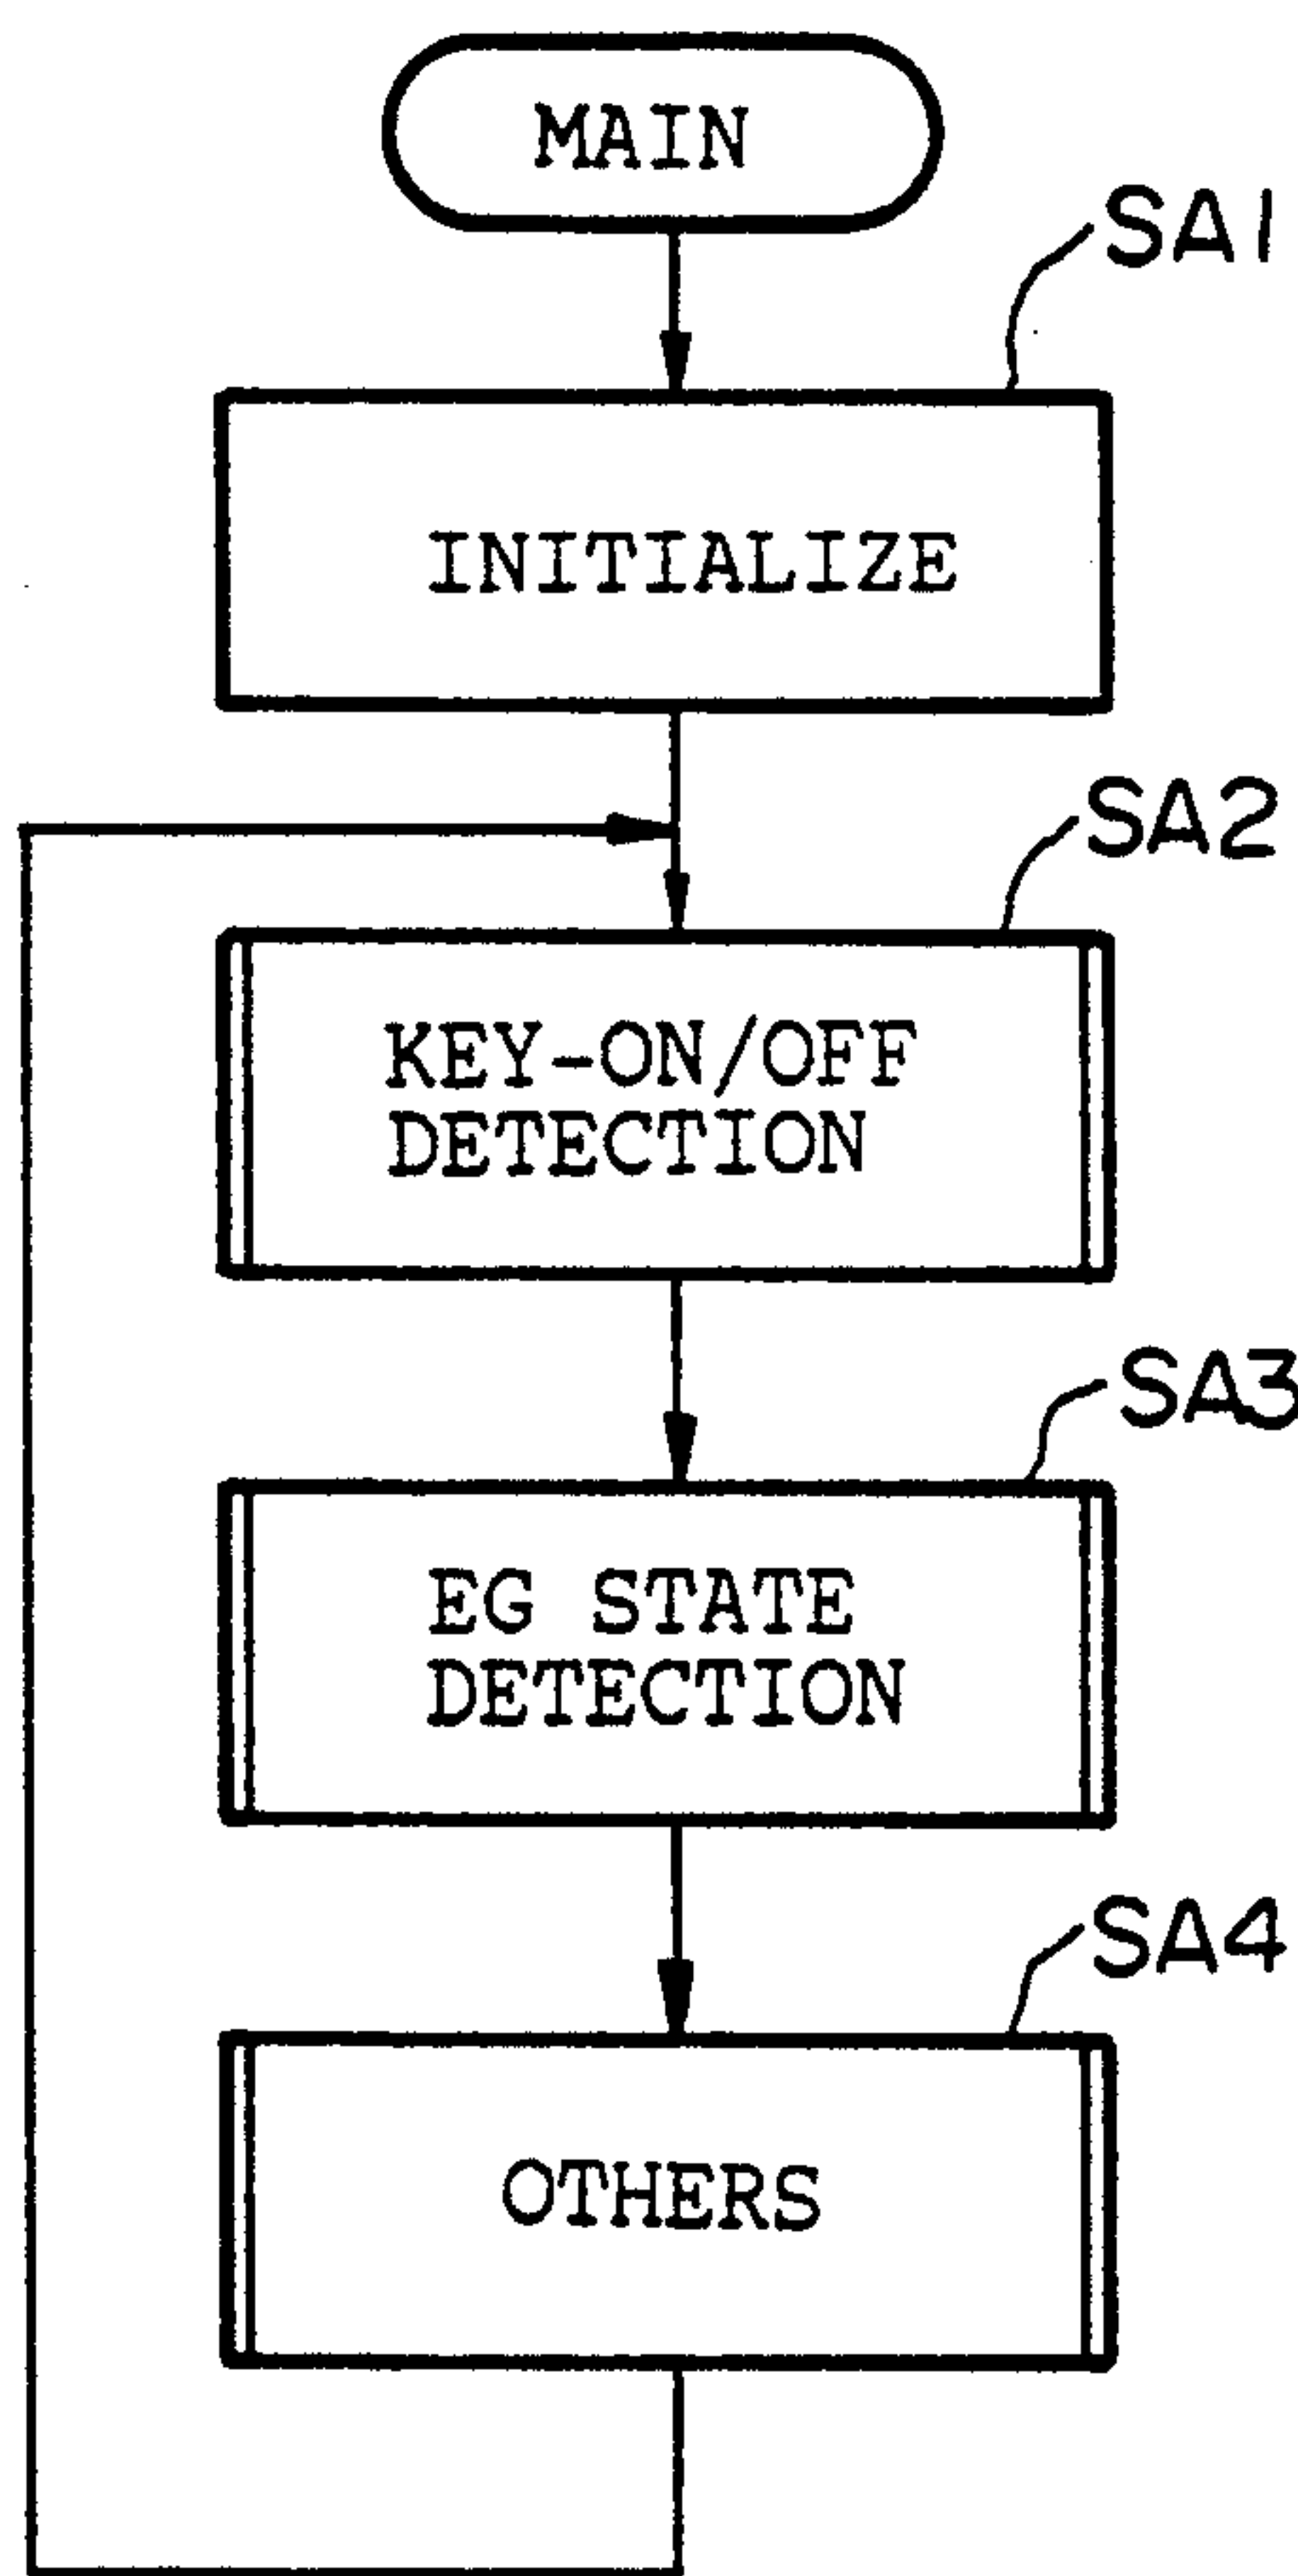 MAIN
SA1
INITIALIZE
SA2
KEY-ON/OFF
DETECTION
SA3
EG STATE
DETECTION
SA4
OTHERS